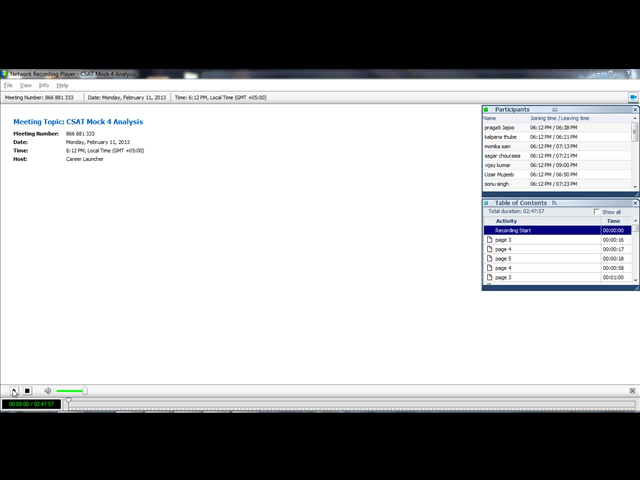 Network Recording Player - CSAT Mock 4 Analysis
File View Info Help
Meeting Number: 866 881 333 Date: Monday, February 11, 2013 Time: 6:12 PM, Local Time (GMT +05:00)
Meeting Topic: CSAT Mock 4 Analysis
Meeting Number: 866 881 333
Date: Monday, February 11, 2013
Time: 6:12 PM, Local Time (GMT +05:00)
Host: Career Launcher
Participants
Name Joining time / Leaving time
pragati Jajoo 06:12 PM / 06:38 PM
kalpana thube 06:12 PM / 06:21 PM
monika sain 06:12 PM / 07:13 PM
sagar chourasia 06:12 PM / 07:21 PM
vijay kumar 06:12 PM / 09:00 PM
Uzair Mujeeb 06:12 PM / 06:50 PM
sonu singh 06:12 PM / 07:23 PM
Table of Contents
Total duration: 02:47:57 Show all
Activity Time
Recording Start 00:00:00
page 3 00:00:16
page 4 00:00:17
page 5 00:00:18
page 4 00:00:58
page 3 00:01:00
00:00:00 / 02:47:57